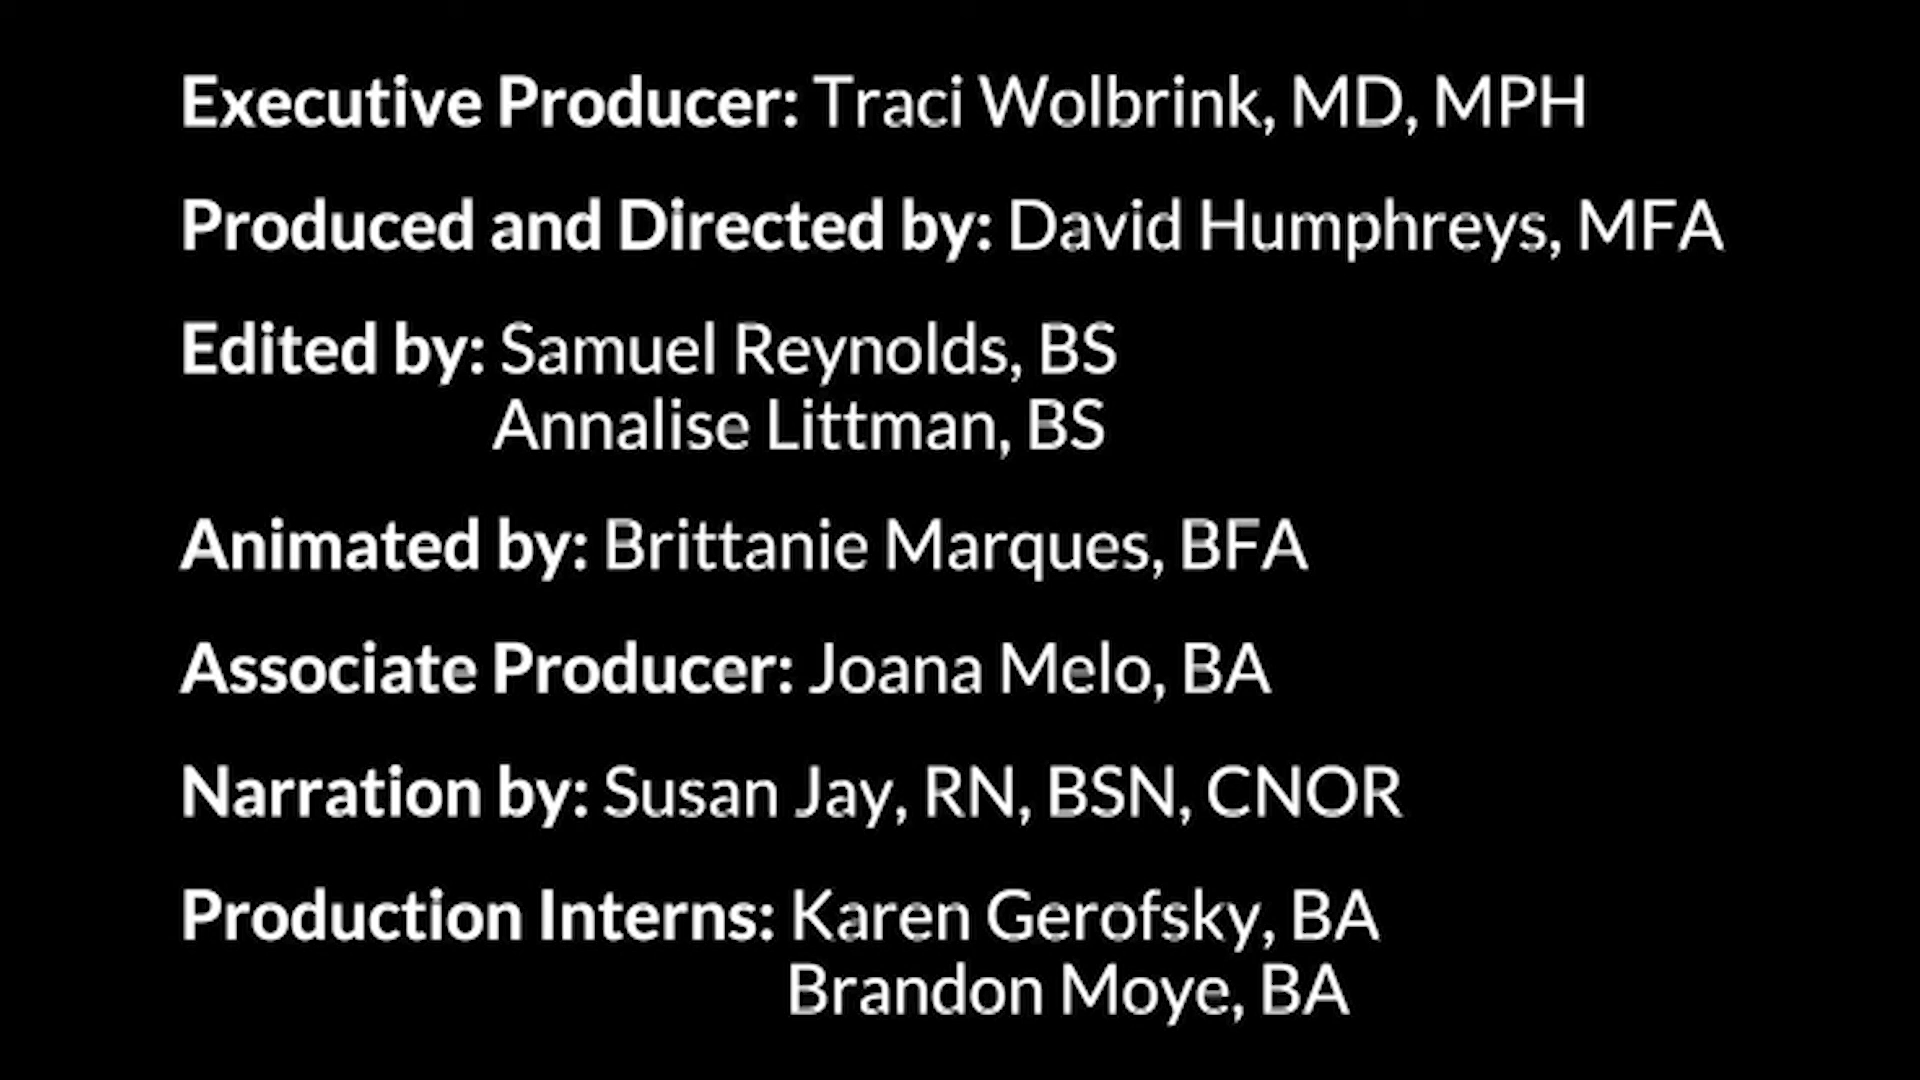 Executive Producer: Traci Wolbrink, MD, MPH
Produced and Directed by: David Humphreys, MFA
Edited by: Samuel Reynolds, BS
Annalise Littman, BS
Animated by: Brittanie Marques, BFA
Associate Producer: Joana Melo, BA
Narration by: Susan Jay, RN, BSN, CNOR
Production Interns: Karen Gerofsky, BA
Brandon Moye, BA